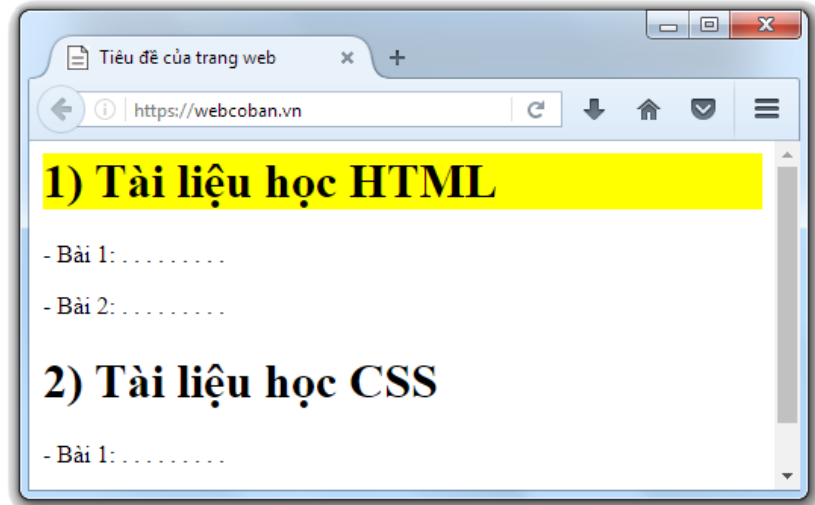 Tiêu đề của trang web
https://webcoban.vn
1) Tài liệu học HTML
- Bài 1: . . . . . . . . .
- Bài 2: . . . . . . . . .
2) Tài liệu học CSS
- Bài 1: . . . . . . . . .